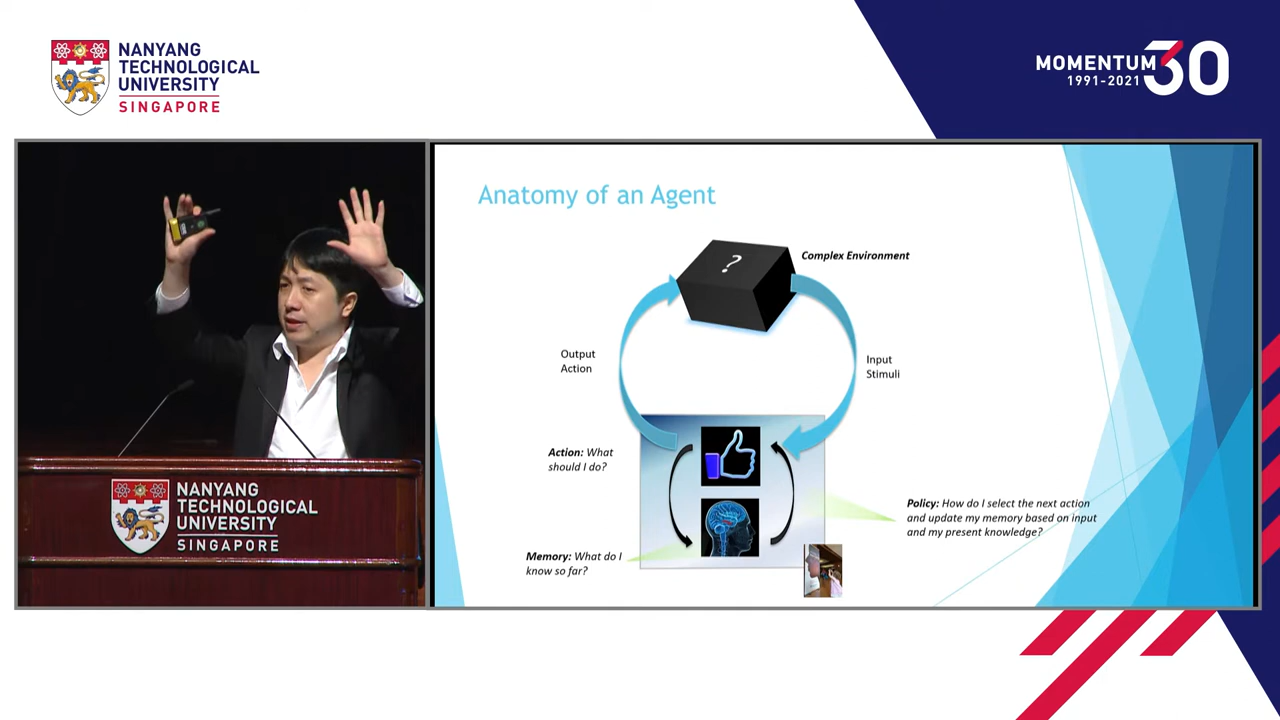 NANYANG
TECHNOLOGICAL
UNIVERSITY
SINGAPORE
MOMENTUM30
1991-2021
Anatomy of an Agent
?
Complex Environment
Output
Action
Input
Stimuli
Action: What
should I do?
Policy: How do I select the next action
and update my memory based on input
and my present knowledge?
Memory: What do I
know so far?
NANYANG
TECHNOLOGICAL
UNIVERSITY
SINGAPORE